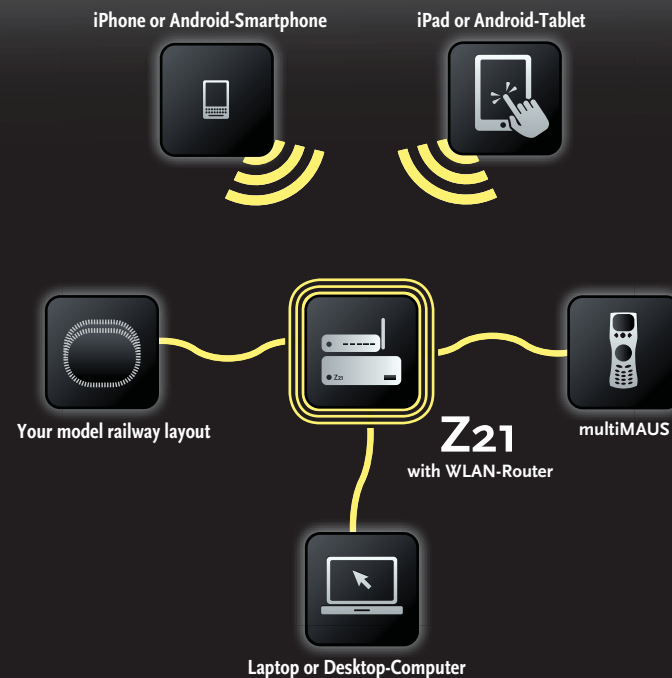 iPhone or Android-Smartphone
iPad or Android-Tablet
Z21
Your model railway layout
Z21
with WLAN-Router
multiMAUS
Laptop or Desktop-Computer